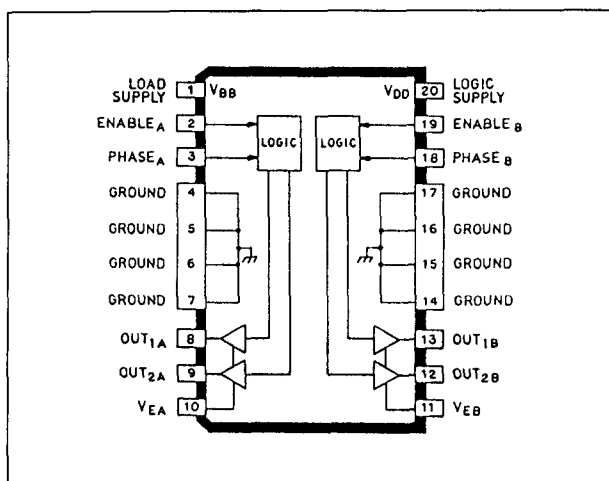 LOAD SUPPLY 1 VBB VDD 20 LOGIC SUPPLY
ENABLEA 2 19 ENABLEB
PHASEA 3 LOGIC LOGIC 18 PHASEB
GROUND 4 17 GROUND
GROUND 5 16 GROUND
GROUND 6 15 GROUND
GROUND 7 14 GROUND
OUT1A 8 13 OUT1B
OUT2A 9 12 OUT2B
VEA 10 11 VEB